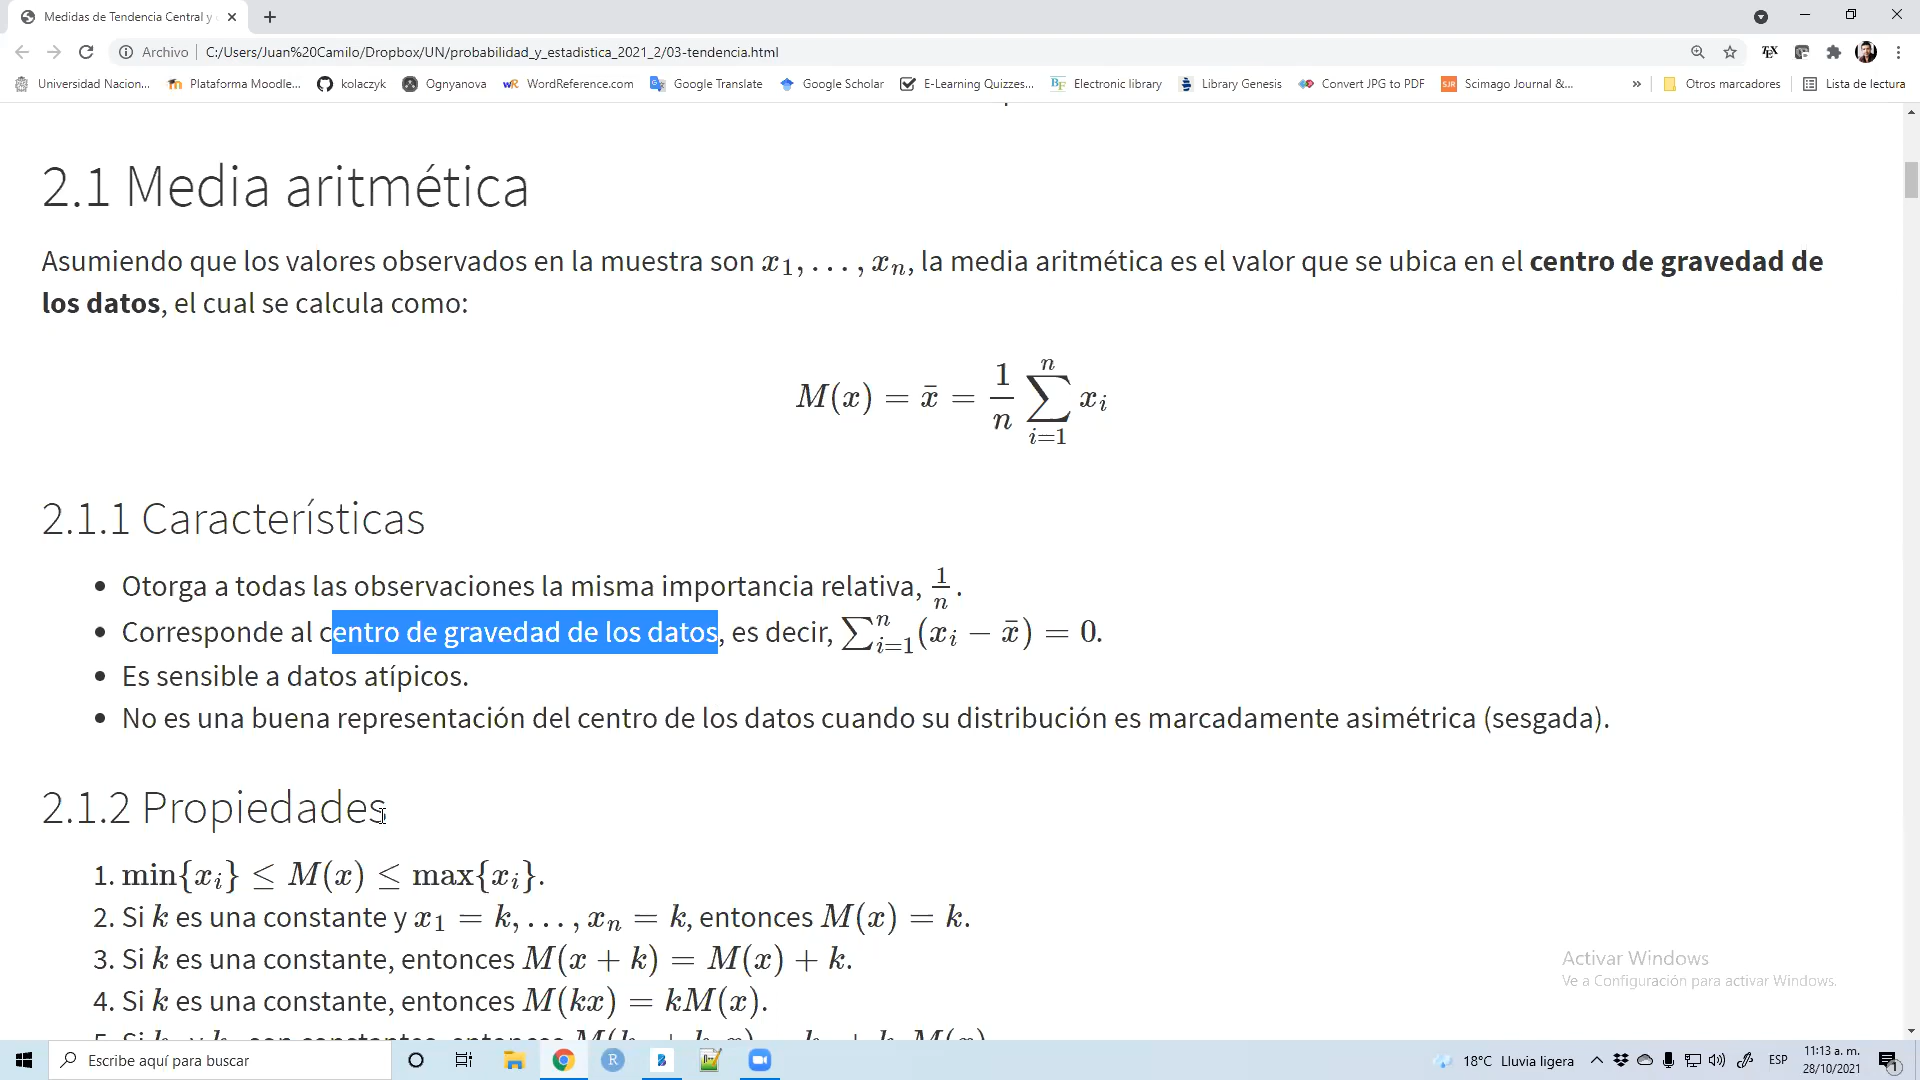 Medidas de Tendencia Central y
Archivo C:/Users/Juan%20Camilo/Dropbox/UN/probabilidad_y_estadistica_2021_2/03-tendencia.html
Universidad Nacion... Plataforma Moodle... kolaczyk Ognyanova WordReference.com Google Translate Google Scholar E-Learning Quizzes... Electronic library Library Genesis Convert JPG to PDF Scimago Journal &... » Otros marcadores Lista de lectura
2.1 Media aritmética
Asumiendo que los valores observados en la muestra son x₁, . . . , xₙ, la media aritmética es el valor que se ubica en el centro de gravedad de
los datos, el cual se calcula como:
M(x) = x̄ = 1/n ∑_{i=1}^{n} x_i
2.1.1 Características
• Otorga a todas las observaciones la misma importancia relativa, 1/n.
• Corresponde al centro de gravedad de los datos, es decir, ∑_{i=1}^{n}(x_i − x̄) = 0.
• Es sensible a datos atípicos.
• No es una buena representación del centro de los datos cuando su distribución es marcadamente asimétrica (sesgada).
2.1.2 Propiedades
1. min{x_i} ≤ M(x) ≤ max{x_i}.
2. Si k es una constante y x₁ = k, . . . , xₙ = k, entonces M(x) = k.
3. Si k es una constante, entonces M(x + k) = M(x) + k.
4. Si k es una constante, entonces M(kx) = kM(x).
Activar Windows
Ve a Configuración para activar Windows.
Escribe aquí para buscar
18°C Lluvia ligera ESP 11:13 a. m.
28/10/2021